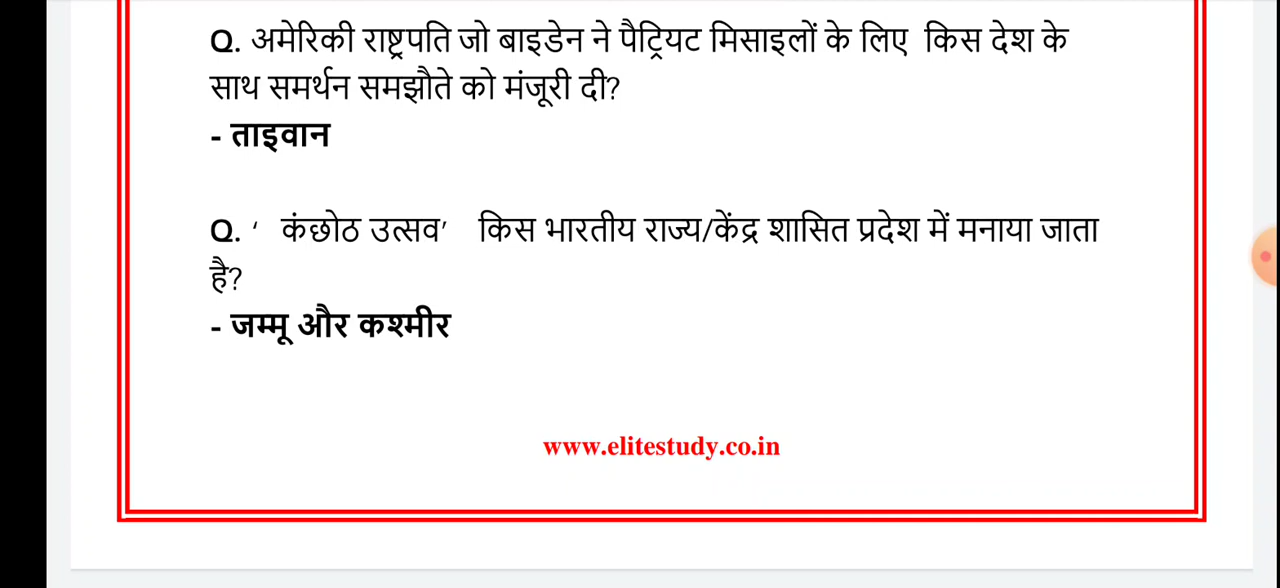 Q. अमेरिकी राष्ट्रपति जो बाइडेन ने पैट्रियट मिसाइलों के लिए किस देश के
साथ समर्थन समझौते को मंजूरी दी?
- ताइवान
Q. ‘ कंछोठ उत्सव’ किस भारतीय राज्य/केंद्र शासित प्रदेश में मनाया जाता
है?
- जम्मू और कश्मीर
www.elitestudy.co.in